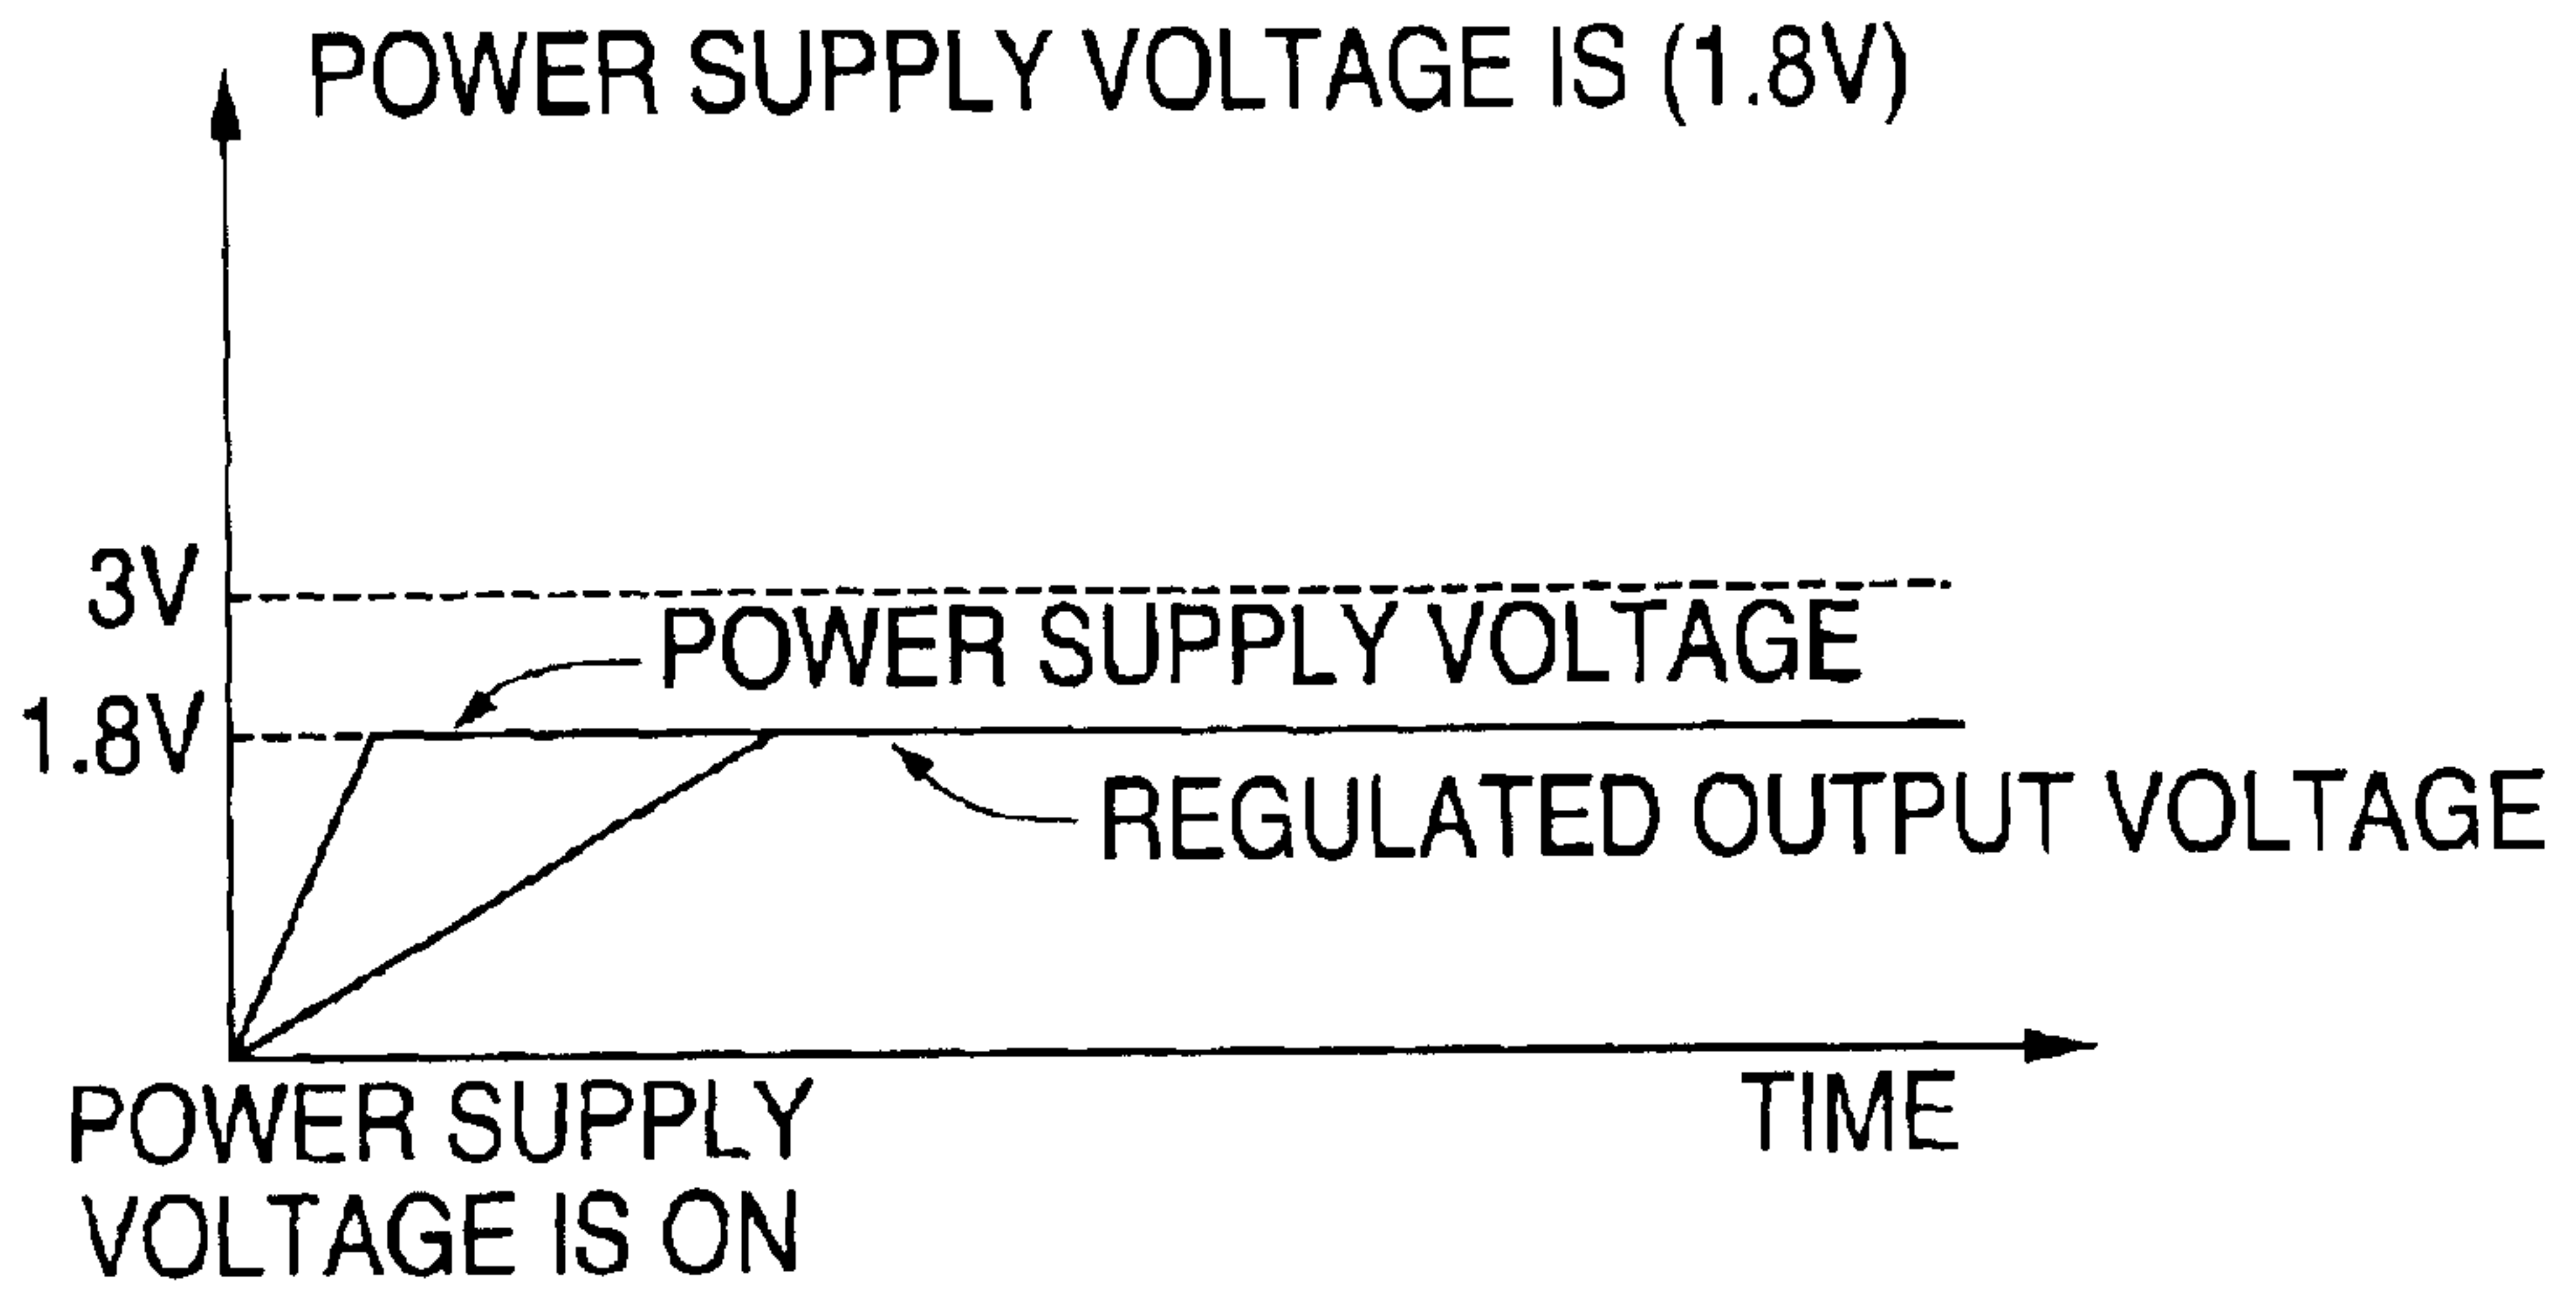 POWER SUPPLY VOLTAGE IS (1.8V)
3V
POWER SUPPLY VOLTAGE
1.8V
REGULATED OUTPUT VOLTAGE
TIME
POWER SUPPLY
VOLTAGE IS ON